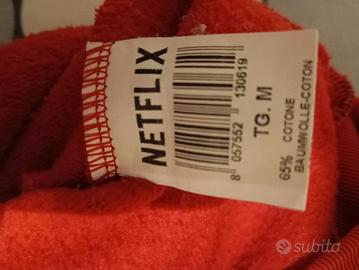 NETFLIX
8 057552 130619
TG. M
65% COTONE
BAUMWOLLE-COTON
subito